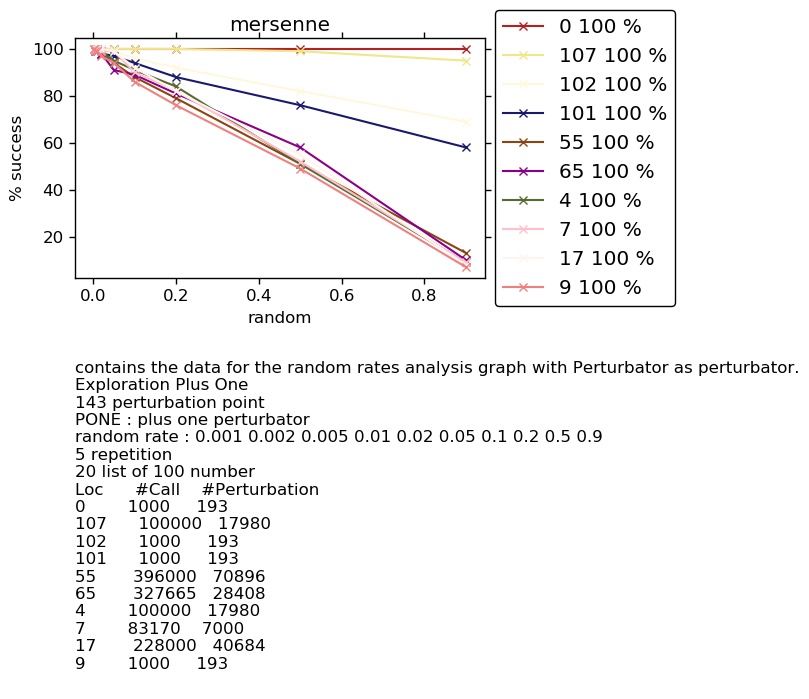 mersenne
100
80
60
40
20
% success
0.0 0.2 0.4 0.6 0.8
random
0 100 %
107 100 %
102 100 %
101 100 %
55 100 %
65 100 %
4 100 %
7 100 %
17 100 %
9 100 %
contains the data for the random rates analysis graph with Perturbator as perturbator.
Exploration Plus One
143 perturbation point
PONE : plus one perturbator
random rate : 0.001 0.002 0.005 0.01 0.02 0.05 0.1 0.2 0.5 0.9
5 repetition
20 list of 100 number
Loc #Call #Perturbation
0 1000 193
107 100000 17980
102 1000 193
101 1000 193
55 396000 70896
65 327665 28408
4 100000 17980
7 83170 7000
17 228000 40684
9 1000 193